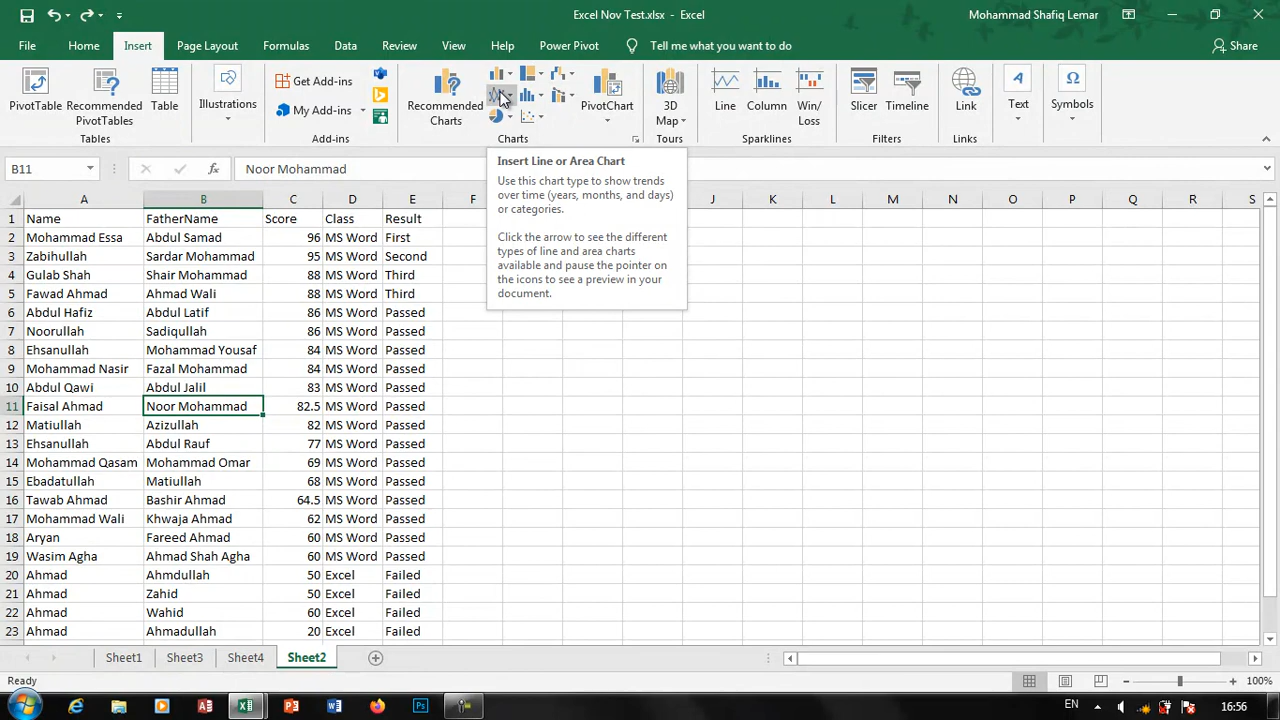 Excel Nov Test.xlsx - Excel
Mohammad Shafiq Lemar
File Home Insert Page Layout Formulas Data Review View Help Power Pivot Tell me what you want to do Share
PivotTable
Recommended PivotTables
Table
Tables
Illustrations
Get Add-ins
My Add-ins
Add-ins
Recommended Charts
Charts
PivotChart
3D Map
Tours
Line
Column
Win/Loss
Sparklines
Slicer
Timeline
Filters
Link
Links
Text
Symbols
B11 fx Noor Mohammad
Insert Line or Area Chart
Use this chart type to show trends
over time (years, months, and days)
or categories.
Click the arrow to see the different
types of line and area charts
available and pause the pointer on
the icons to see a preview in your
document.
A B C D E F J K L M N O P Q R S
1 Name FatherName Score Class Result
2 Mohammad Essa Abdul Samad 96 MS Word First
3 Zabihullah Sardar Mohammad 95 MS Word Second
4 Gulab Shah Shair Mohammad 88 MS Word Third
5 Fawad Ahmad Ahmad Wali 88 MS Word Third
6 Abdul Hafiz Abdul Latif 86 MS Word Passed
7 Noorullah Sadiqullah 86 MS Word Passed
8 Ehsanullah Mohammad Yousaf 84 MS Word Passed
9 Mohammad Nasir Fazal Mohammad 84 MS Word Passed
10 Abdul Qawi Abdul Jalil 83 MS Word Passed
11 Faisal Ahmad Noor Mohammad 82.5 MS Word Passed
12 Matiullah Azizullah 82 MS Word Passed
13 Ehsanullah Abdul Rauf 77 MS Word Passed
14 Mohammad Qasam Mohammad Omar 69 MS Word Passed
15 Ebadatullah Matiullah 68 MS Word Passed
16 Tawab Ahmad Bashir Ahmad 64.5 MS Word Passed
17 Mohammad Wali Khwaja Ahmad 62 MS Word Passed
18 Aryan Fareed Ahmad 60 MS Word Passed
19 Wasim Agha Ahmad Shah Agha 60 MS Word Passed
20 Ahmad Ahmdullah 50 Excel Failed
21 Ahmad Zahid 50 Excel Failed
22 Ahmad Wahid 60 Excel Failed
23 Ahmad Ahmadullah 20 Excel Failed
Sheet1 Sheet3 Sheet4 Sheet2
Ready 100%
EN 16:56